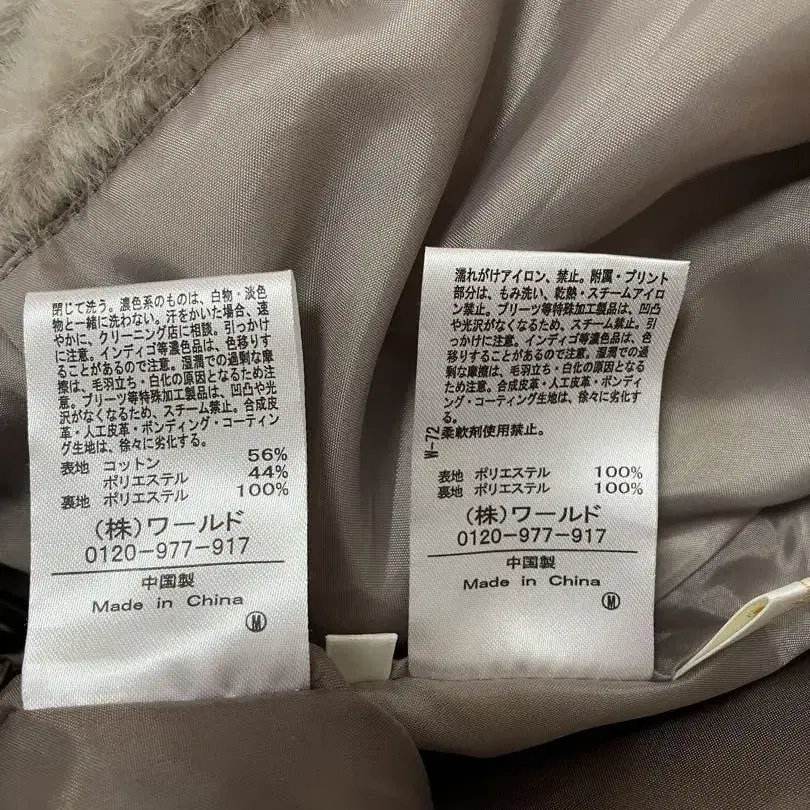 閉じて洗う。濃色系のものは、白物・淡色
物と一緒に洗わない。汗をかいた場合、速
やかに、クリーニング店に相談。引っかけ
に注意。インディゴ等濃色品は、色移りす
ることがあるので注意。湿潤での過剰な摩
擦は、毛羽立ち・白化の原因となるため注
意。プリーツ等特殊加工製品は、凹凸や光
沢がなくなるため、スチーム禁止。合成皮
革・人工皮革・ボンディング・コーティン
グ生地は、徐々に劣化する。
表地 コットン 56%
ポリエステル 44%
裏地 ポリエステル 100%
(株)ワールド
0120-977-917
中国製
Made in China
M
濡れがけアイロン、禁止。附属・プリント
部分は、もみ洗い、乾熱・スチームアイロ
ン禁止。プリーツ等特殊加工製品は、凹凸
や光沢がなくなるため、スチーム禁止。引
っかけに注意。インディゴ等濃色品は、色
移りすることがあるので注意。湿潤での過
剰な摩擦は、毛羽立ち・白化の原因となる
ため注意。合成皮革・人工皮革・ボンディ
ング・コーティング生地は、徐々に劣化す
る。
柔軟剤使用禁止。
W-72
表地 ポリエステル 100%
裏地 ポリエステル 100%
(株)ワールド
0120-977-917
中国製
Made in China
M